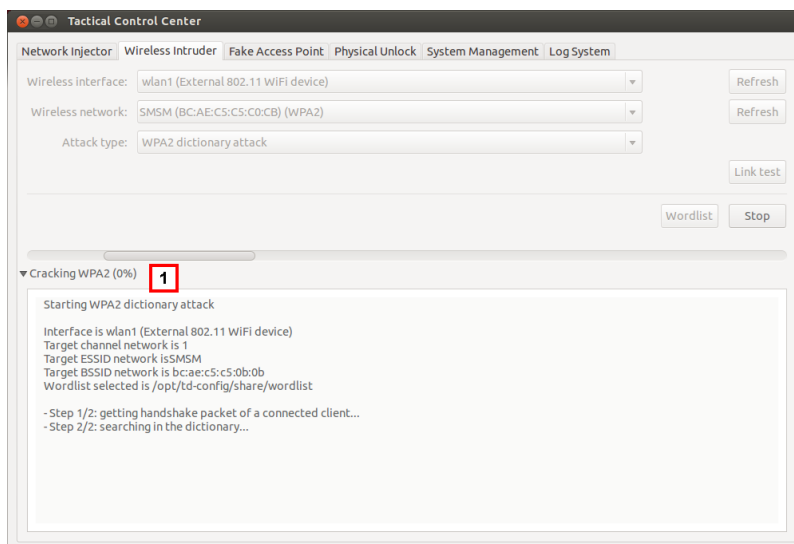 Tactical Control Center
Network Injector Wireless Intruder Fake Access Point Physical Unlock System Management Log System
Wireless interface: wlan1 (External 802.11 WiFi device) Refresh
Wireless network: SMSM (BC:AE:C5:C5:C0:CB) (WPA2) Refresh
Attack type: WPA2 dictionary attack
Link test
Wordlist Stop
Cracking WPA2 (0%) 1
Starting WPA2 dictionary attack
Interface is wlan1 (External 802.11 WiFi device)
Target channel network is 1
Target ESSID network isSMSM
Target BSSID network is bc:ae:c5:c5:0b:0b
Wordlist selected is /opt/td-config/share/wordlist
- Step 1/2: getting handshake packet of a connected client...
- Step 2/2: searching in the dictionary...